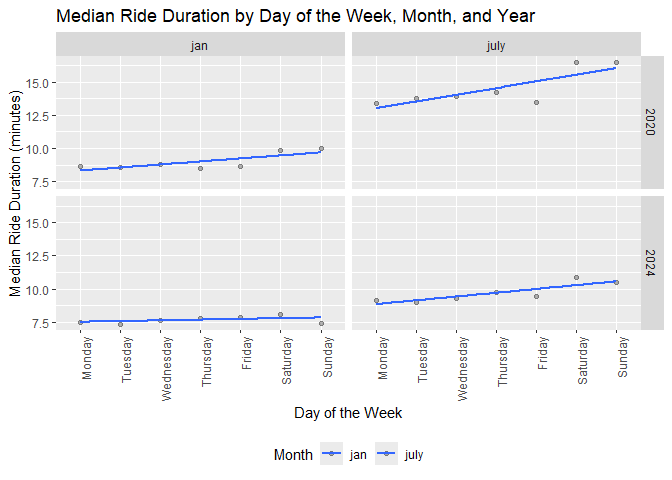 Median Ride Duration by Day of the Week, Month, and Year
jan july
15.0
12.5
10.0
7.5
2020
15.0
12.5
10.0
7.5
2024
Median Ride Duration (minutes)
Monday Tuesday Wednesday Thursday Friday Saturday Sunday Monday Tuesday Wednesday Thursday Friday Saturday Sunday
Day of the Week
Month jan july